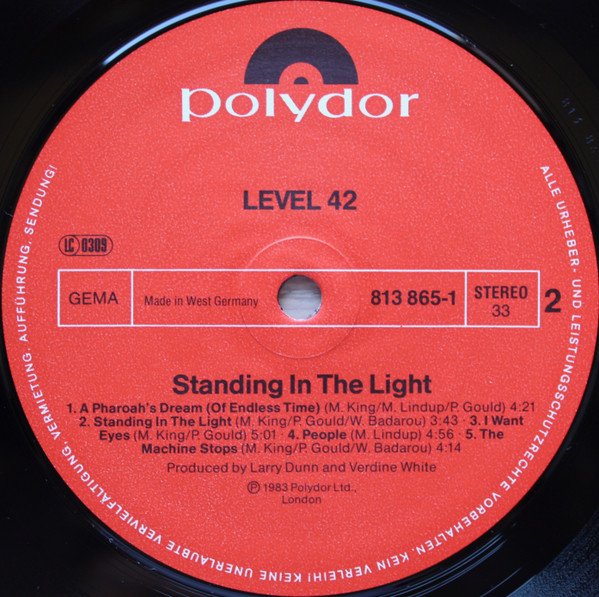 polydor
LEVEL 42
LC 0309
GEMA
Made in West Germany
813 865-1
STEREO
33
2
Standing In The Light
1. A Pharoah's Dream (Of Endless Time) (M. King/M. Lindup/P. Gould) 4:21
2. Standing In The Light (M. King/P. Gould/W. Badarou) 3:43 · 3. I Want
Eyes (M. King/P. Gould) 5:01 · 4. People (M. Lindup) 4:56 · 5. The
Machine Stops (M. King/P. Gould/W. Badarou) 4:14
Produced by Larry Dunn and Verdine White
Ⓟ 1983 Polydor Ltd.,
London
ALLE URHEBER- UND LEISTUNGSSCHUTZRECHTE VORBEHALTEN. KEIN VERLEIH! KEINE UNERLAUBTE VERVIELFÄLTIGUNG, VERMIETUNG, AUFFÜHRUNG, SENDUNG!